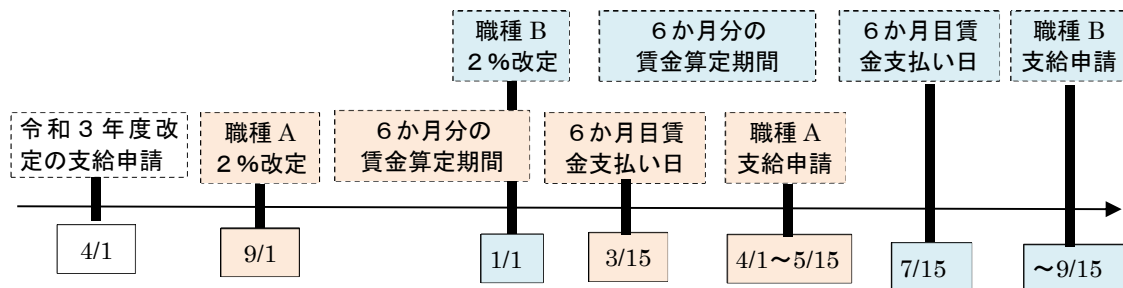 職種 B
２％改定
６か月分の
賃金算定期間
６か月目賃
金支払い日
職種 B
支給申請
令和３年度改
定の支給申請
職種 A
２％改定
６か月分の
賃金算定期間
６か月目賃
金支払い日
職種 A
支給申請
4/1
9/1
1/1
3/15
4/1～5/15
7/15
～9/15